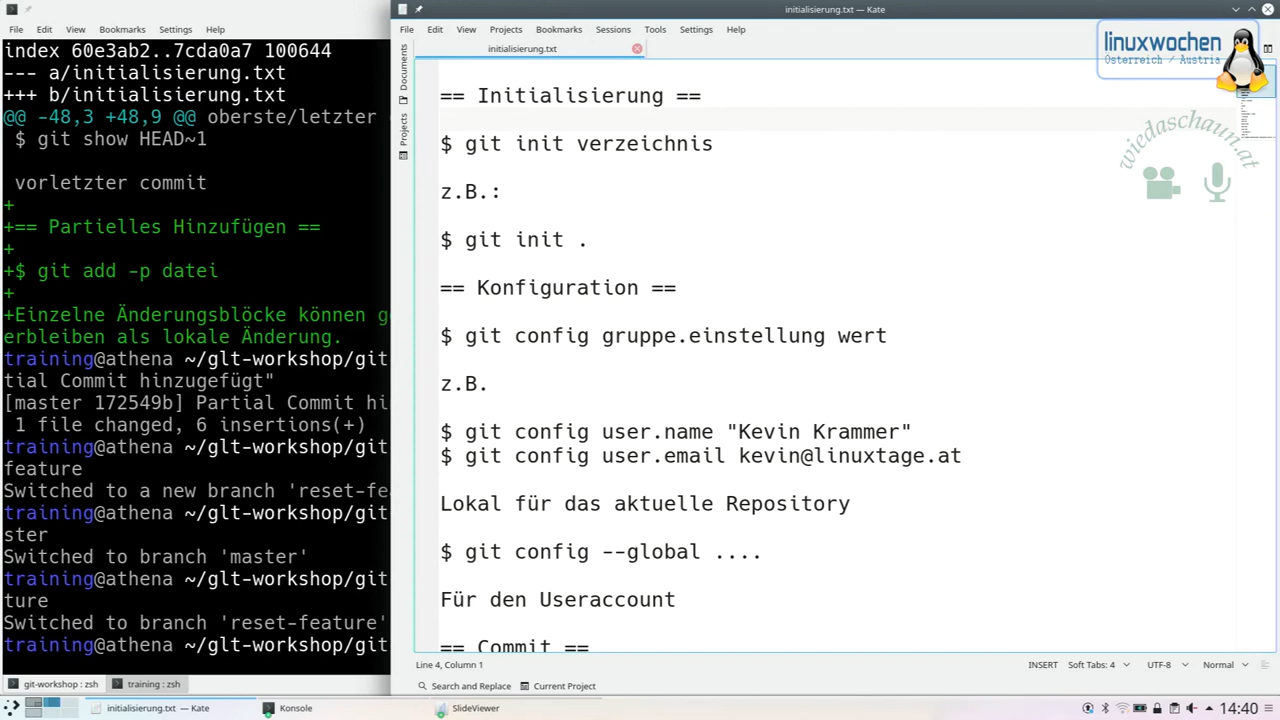 File Edit View Bookmarks Settings Help
index 60e3ab2..7cda0a7 100644
--- a/initialisierung.txt
+++ b/initialisierung.txt
@@ -48,3 +48,9 @@ oberste/letzter
$ git show HEAD~1
vorletzter commit
+
+== Partielles Hinzufügen ==
+
+$ git add -p datei
+
+Einzelne Änderungsblöcke können
erbleiben als lokale Änderung.
training@athena ~/glt-workshop/git
tial Commit hinzugefügt"
[master 172549b] Partial Commit hi
1 file changed, 6 insertions(+)
training@athena ~/glt-workshop/git
feature
Switched to a new branch 'reset-fe
training@athena ~/glt-workshop/git
ster
Switched to branch 'master'
training@athena ~/glt-workshop/git
ture
Switched to branch 'reset-feature'
training@athena ~/glt-workshop/git
git-workshop : zsh training : zsh
initialisierung.txt — Kate
File Edit View Projects Bookmarks Sessions Tools Settings Help
initialisierung.txt
Documents
Projects
== Initialisierung ==
$ git init verzeichnis
z.B.:
$ git init .
== Konfiguration ==
$ git config gruppe.einstellung wert
z.B.
$ git config user.name "Kevin Krammer"
$ git config user.email kevin@linuxtage.at
Lokal für das aktuelle Repository
$ git config --global ....
Für den Useraccount
== Commit ==
linuxwochen
Österreich / Austria
wiedaschaun.at
Line 4, Column 1 INSERT Soft Tabs: 4 UTF-8 Normal
Search and Replace Current Project
initialisierung.txt — Kate Konsole SlideViewer 14:40